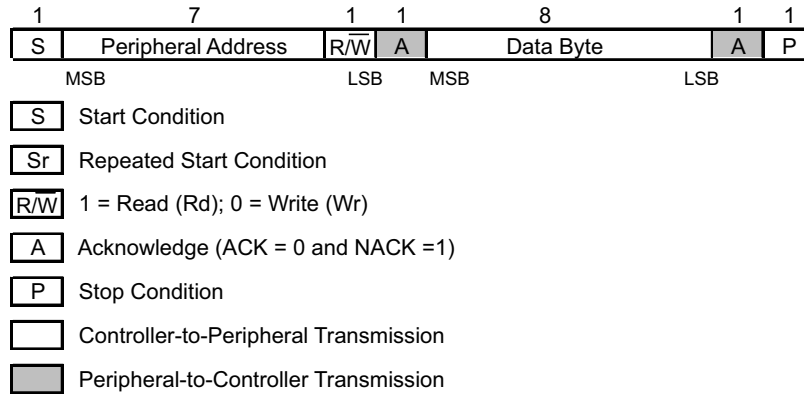 1 7 1 1 8 1 1
S Peripheral Address R/W̅ A Data Byte A P
MSB LSB MSB LSB
S Start Condition
Sr Repeated Start Condition
R/W̅ 1 = Read (Rd); 0 = Write (Wr)
A Acknowledge (ACK = 0 and NACK =1)
P Stop Condition
Controller-to-Peripheral Transmission
Peripheral-to-Controller Transmission